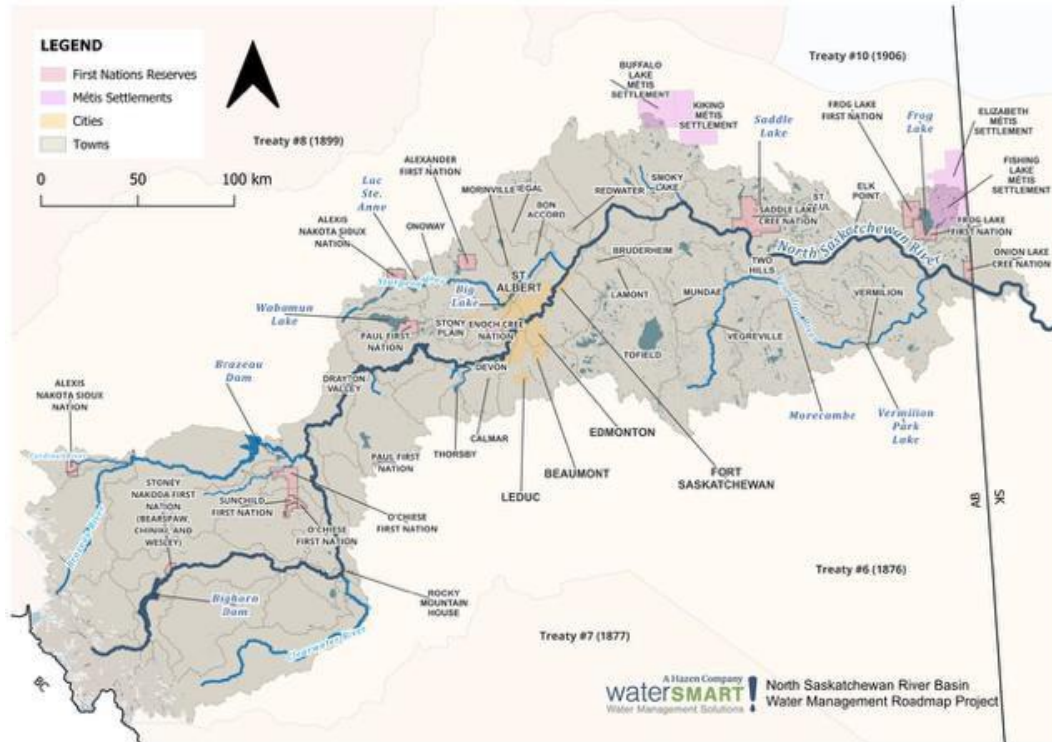 LEGEND
First Nations Reserves
Métis Settlements
Cities
Towns
0 50 100 km
Treaty #10 (1906)
Treaty #8 (1899)
BUFFALO
LAKE
MÉTIS
SETTLEMENT
KIKINO
MÉTIS
SETTLEMENT
Saddle
Lake
FROG LAKE
FIRST NATION
Frog
Lake
ELIZABETH
MÉTIS
SETTLEMENT
FISHING
LAKE
MÉTIS
SETTLEMENT
ALEXANDER
FIRST NATION
Luc
Ste.
Anne
MORINVILLE
LEGAL
BON
ACCORD
REDWATER
SMOKY
LAKE
SADDLE LAKE
CREE NATION
ST.
PAUL
ELK
POINT
FROG LAKE
FIRST NATION
ALEXIS
NAKOTA SIOUX
NATION
ONOWAY
ST
ALBERT
BRUDERHEIM
TWO
HILLS
North Saskatchewan River
ONION LAKE
CREE NATION
Big
Lake
LAMONT
MUNDAE
VERMILION
Wabamun
Lake
PAUL FIRST
NATION
STONY
PLAIN
ENOCH CREE
NATION
VEGREVILLE
TOFIELD
DEVON
DRAYTON
VALLEY
Brazeau
Dam
ALEXIS
NAKOTA SIOUX
NATION
CALMAR
THORSBY
PAUL FIRST
NATION
EDMONTON
BEAUMONT
LEDUC
FORT
SASKATCHEWAN
Morecambe
Vermilion
Park
Lake
AB
SK
STONEY
NAKODA FIRST
NATION
(BEARSPAW,
CHINIKI, AND
WESLEY)
SUNCHILD
FIRST NATION
O'CHIESE
FIRST NATION
O'CHIESE
FIRST NATION
Brazeau River
Bighorn
Dam
ROCKY
MOUNTAIN
HOUSE
Clearwater River
Treaty #6 (1876)
Treaty #7 (1877)
BC
A Hazen Company
waterSMART!
Water Management Solutions
North Saskatchewan River Basin
Water Management Roadmap Project